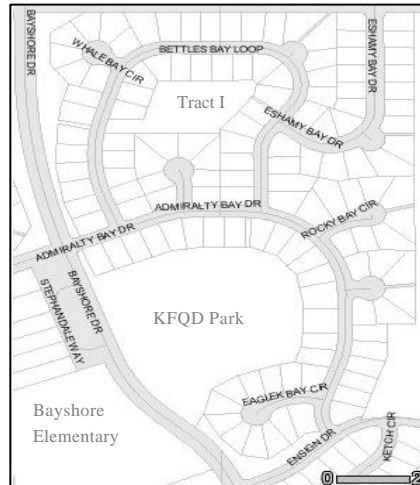 BAYSHORE DR
WHALE BAY CIR
BETTLES BAY LOOP
ESHAMY BAY DR
Tract I
ESHAMY BAY DR
ADMIRALTY BAY DR
ROCKY BAY CIR
ADMIRALTY BAY DR
BAYSHORE DR
STEPHANDALE WAY
KFQD Park
EAGLEK BAY CIR
Bayshore
Elementary
ENSIGN DR
KETCH CIR
0